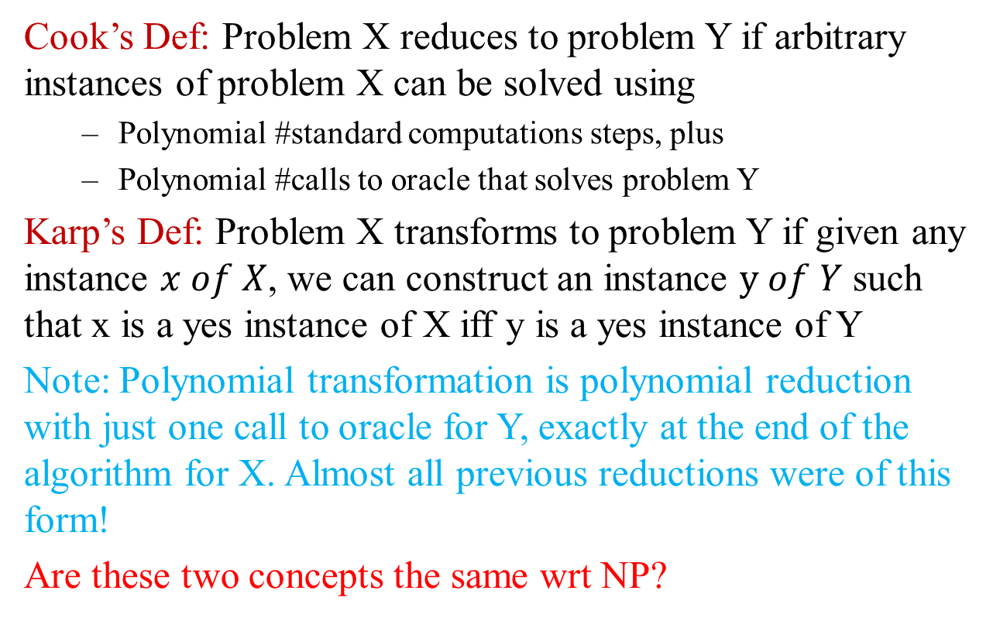 Cook’s Def: Problem X reduces to problem Y if arbitrary
instances of problem X can be solved using
– Polynomial #standard computations steps, plus
– Polynomial #calls to oracle that solves problem Y
Karp’s Def: Problem X transforms to problem Y if given any
instance 𝑥 𝑜𝑓 𝑋, we can construct an instance y 𝑜𝑓 𝑌 such
that x is a yes instance of X iff y is a yes instance of Y
Note: Polynomial transformation is polynomial reduction
with just one call to oracle for Y, exactly at the end of the
algorithm for X. Almost all previous reductions were of this
form!
Are these two concepts the same wrt NP?